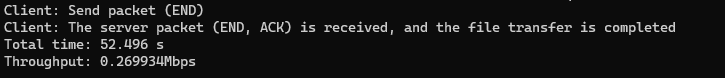 Client: Send packet (END)
Client: The server packet (END, ACK) is received, and the file transfer is completed
Total time: 52.496 s
Throughput: 0.269934Mbps